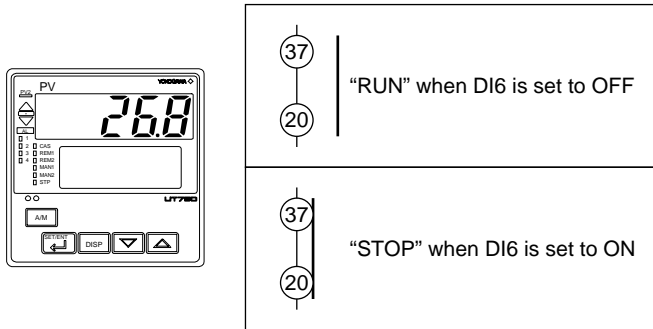 PV
YOKOGAWA
PV2
26.8
AL
1
2 CAS
3 REM1
4 REM2
MAN1
MAN2
STP
UT750
A/M
SET/ENT
DISP
37
"RUN" when DI6 is set to OFF
20
37
"STOP" when DI6 is set to ON
20